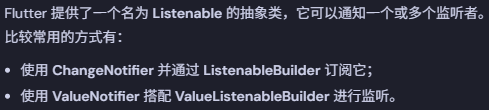 Flutter 提供了一个名为 Listenable 的抽象类，它可以通知一个或多个监听者。
比较常用的方式有：
• 使用 ChangeNotifier 并通过 ListenableBuilder 订阅它；
• 使用 ValueNotifier 搭配 ValueListenableBuilder 进行监听。